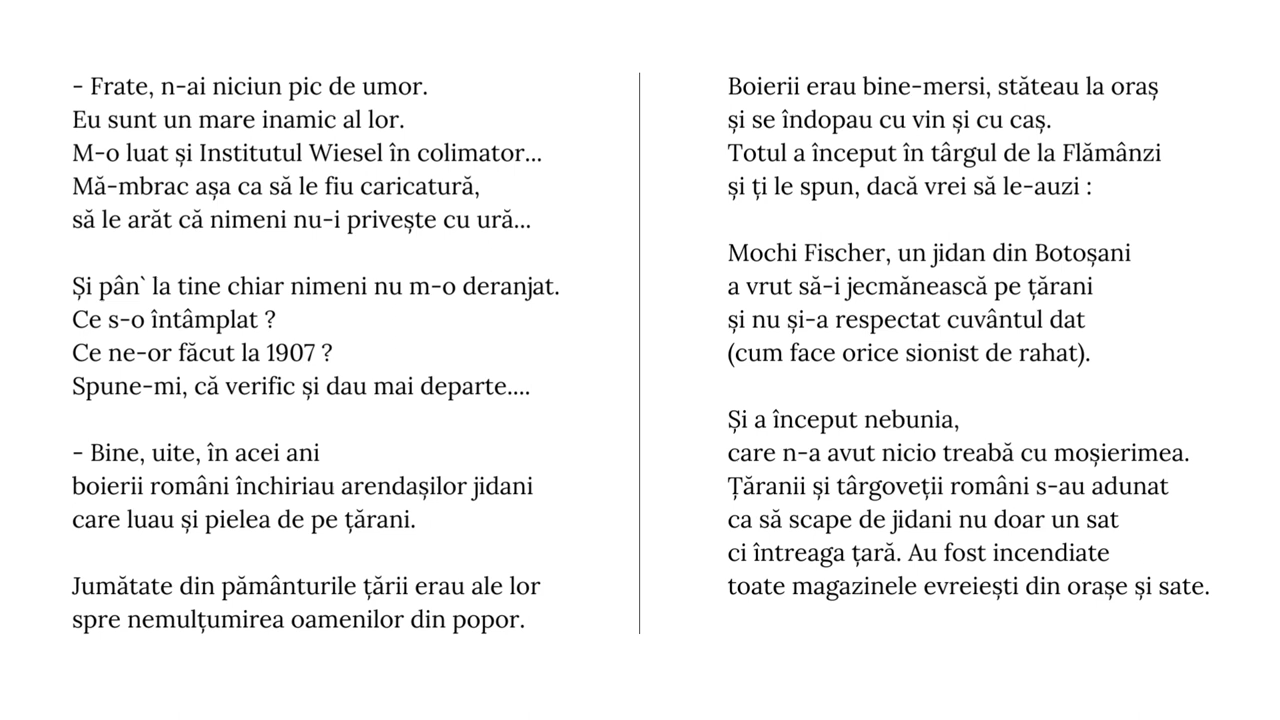 - Frate, n-ai niciun pic de umor.
Eu sunt un mare inamic al lor.
M-o luat și Institutul Wiesel în colimator...
Mă-mbrac așa ca să le fiu caricatură,
să le arăt că nimeni nu-i privește cu ură...
Și pân` la tine chiar nimeni nu m-o deranjat.
Ce s-o întâmplat ?
Ce ne-or făcut la 1907 ?
Spune-mi, că verific și dau mai departe....
- Bine, uite, în acei ani
boierii români închiriau arendașilor jidani
care luau și pielea de pe țărani.
Jumătate din pământurile țării erau ale lor
spre nemulțumirea oamenilor din popor.
Boierii erau bine-mersi, stăteau la oraș
și se îndopau cu vin și cu caș.
Totul a început în târgul de la Flămânzi
și ți le spun, dacă vrei să le-auzi :
Mochi Fischer, un jidan din Botoșani
a vrut să-i jecmănească pe țărani
și nu și-a respectat cuvântul dat
(cum face orice sionist de rahat).
Și a început nebunia,
care n-a avut nicio treabă cu moșierimea.
Țăranii și târgoveții români s-au adunat
ca să scape de jidani nu doar un sat
ci întreaga țară. Au fost incendiate
toate magazinele evreiești din orașe și sate.